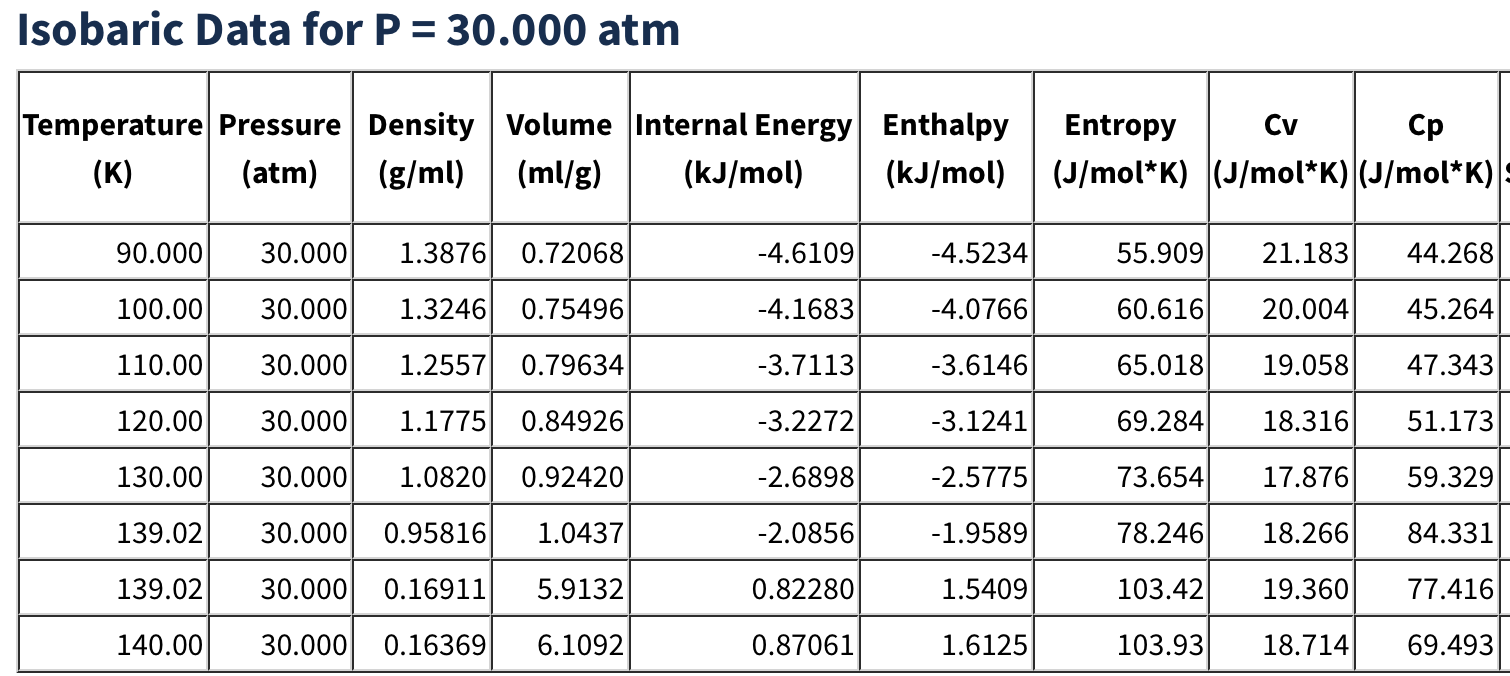 Isobaric Data for P = 30.000 atm
Temperature Pressure Density Volume Internal Energy Enthalpy Entropy Cv Cp
(K) (atm) (g/ml) (ml/g) (kJ/mol) (kJ/mol) (J/mol*K) (J/mol*K) (J/mol*K)
90.000 30.000 1.3876 0.72068 -4.6109 -4.5234 55.909 21.183 44.268
100.00 30.000 1.3246 0.75496 -4.1683 -4.0766 60.616 20.004 45.264
110.00 30.000 1.2557 0.79634 -3.7113 -3.6146 65.018 19.058 47.343
120.00 30.000 1.1775 0.84926 -3.2272 -3.1241 69.284 18.316 51.173
130.00 30.000 1.0820 0.92420 -2.6898 -2.5775 73.654 17.876 59.329
139.02 30.000 0.95816 1.0437 -2.0856 -1.9589 78.246 18.266 84.331
139.02 30.000 0.16911 5.9132 0.82280 1.5409 103.42 19.360 77.416
140.00 30.000 0.16369 6.1092 0.87061 1.6125 103.93 18.714 69.493